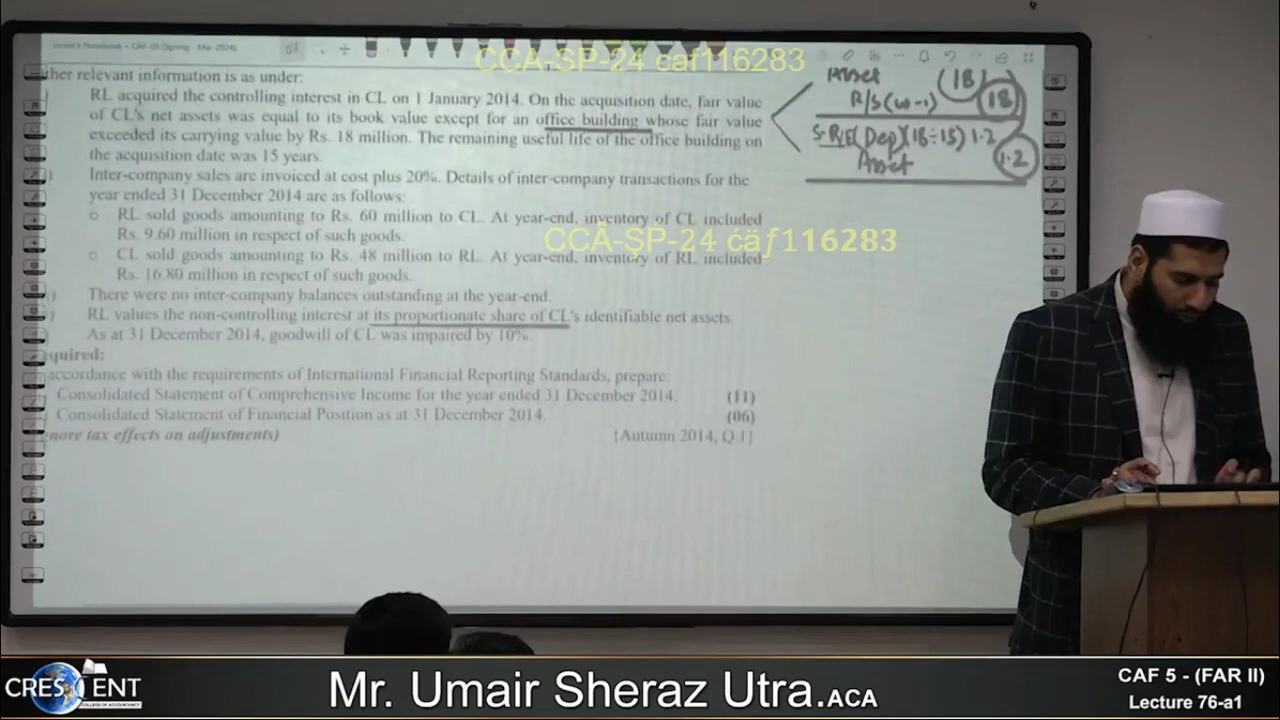 CAF-05 (Spring
Mar 2024)
CCA-SP-24 caf116283
her relevant information is as under:
RL acquired the controlling interest in CL on 1 January 2014. On the acquisition date, fair value
of CL's net assets was equal to its book value except for an office building whose fair value
exceeded its carrying value by Rs. 18 million. The remaining useful life of the office building on
the acquisition date was 15 years.
Inter-company sales are invoiced at cost plus 20%. Details of inter-company transactions for the
year ended 31 December 2014 are as follows:
o RL sold goods amounting to Rs. 60 million to CL. At year-end, inventory of CL included
Rs. 9.60 million in respect of such goods.
o CL sold goods amounting to Rs. 48 million to RL. At year-end, inventory of RL included
Rs. 16.80 million in respect of such goods.
There were no inter-company balances outstanding at the year-end.
RL values the non-controlling interest at its proportionate share of CL's identifiable net assets.
As at 31 December 2014, goodwill of CL was impaired by 10%.
quired:
accordance with the requirements of International Financial Reporting Standards, prepare:
Consolidated Statement of Comprehensive Income for the year ended 31 December 2014. (11)
Consolidated Statement of Financial Position as at 31 December 2014. (06)
nore tax effects on adjustments) {Autumn 2014, Q.1}
Asset (18)
R/S (w-1) 18
S-R/E (Dep)(18÷15) 1.2
Asset 1.2
CCA-ŞP-24 ćäƒ116283
CRESCENT
COLLEGE OF ACCOUNTANCY
Mr. Umair Sheraz Utra.ACA
CAF 5 - (FAR II)
Lecture 76-a1